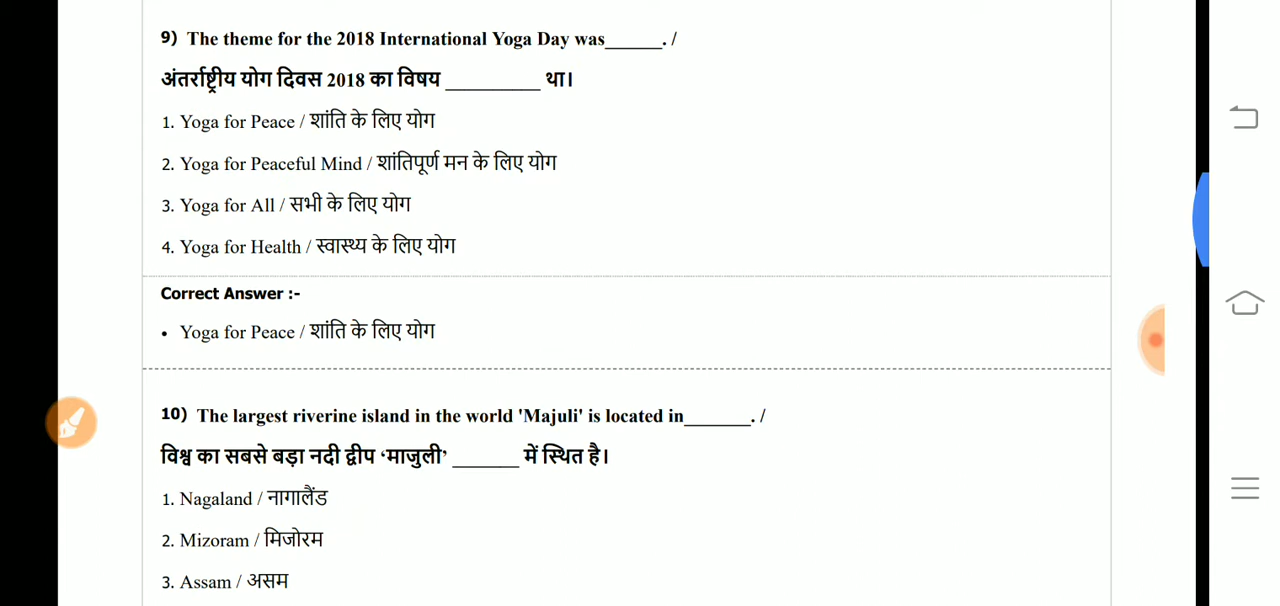 9) The theme for the 2018 International Yoga Day was______. /
अंतर्राष्ट्रीय योग दिवस 2018 का विषय __________ था।
1. Yoga for Peace / शांति के लिए योग
2. Yoga for Peaceful Mind / शांतिपूर्ण मन के लिए योग
3. Yoga for All / सभी के लिए योग
4. Yoga for Health / स्वास्थ्य के लिए योग
Correct Answer :-
• Yoga for Peace / शांति के लिए योग
10) The largest riverine island in the world 'Majuli' is located in_______. /
विश्व का सबसे बड़ा नदी द्वीप ‘माजुली’ _______ में स्थित है।
1. Nagaland / नागालैंड
2. Mizoram / मिजोरम
3. Assam / असम